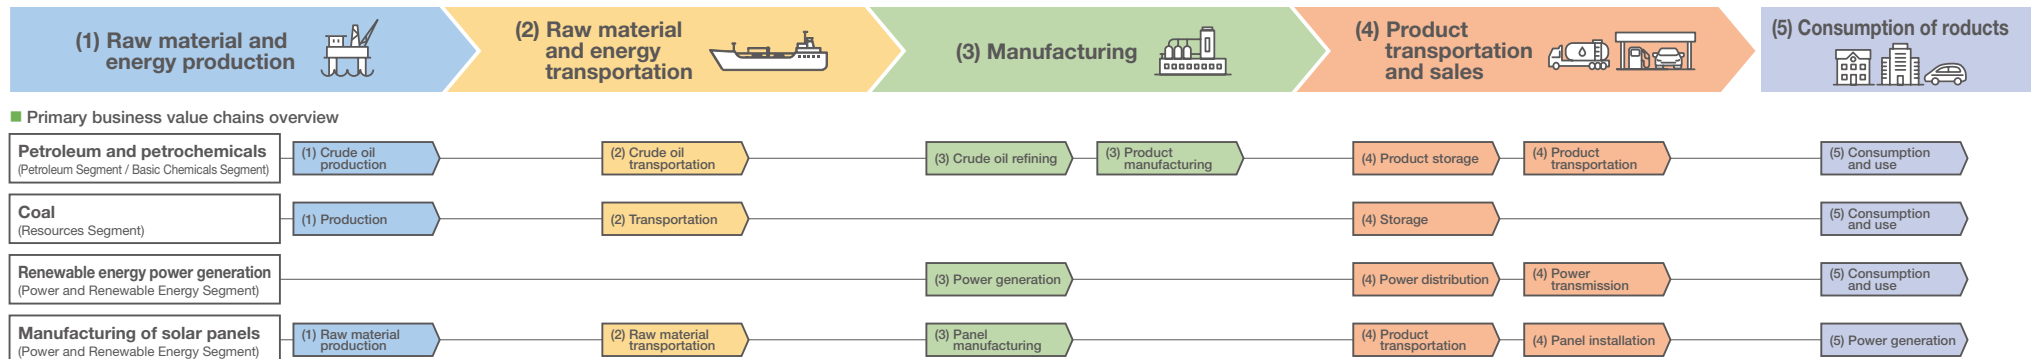 (1) Raw material and
energy production
(2) Raw material
and energy
transportation
(3) Manufacturing
(4) Product
transportation
and sales
(5) Consumption of roducts
Primary business value chains overview
Petroleum and petrochemicals
(Petroleum Segment / Basic Chemicals Segment)
(1) Crude oil
production
(2) Crude oil
transportation
(3) Crude oil refining
(3) Product
manufacturing
(4) Product storage
(4) Product
transportation
(5) Consumption
and use
Coal
(Resources Segment)
(1) Production
(2) Transportation
(4) Storage
(5) Consumption
and use
Renewable energy power generation
(Power and Renewable Energy Segment)
(3) Power generation
(4) Power distribution
(4) Power
transmission
(5) Consumption
and use
Manufacturing of solar panels
(Power and Renewable Energy Segment)
(1) Raw material
production
(2) Raw material
transportation
(3) Panel
manufacturing
(4) Product
transportation
(4) Panel installation
(5) Power generation